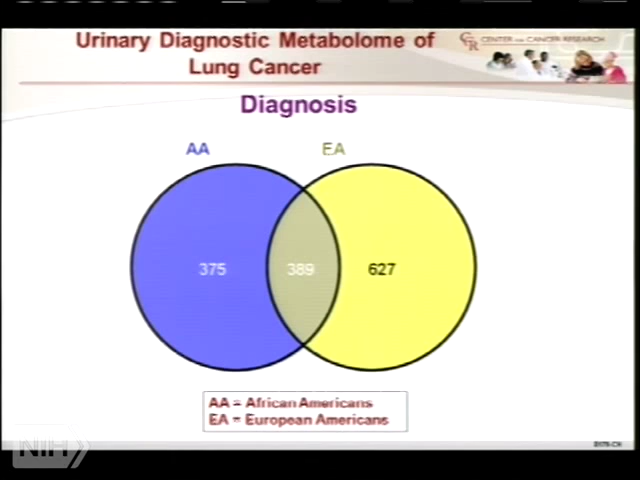 Urinary Diagnostic Metabolome of
Lung Cancer
CCR CENTER FOR CANCER RESEARCH
Diagnosis
AA
EA
375
389
627
AA = African Americans
EA = European Americans
NIH